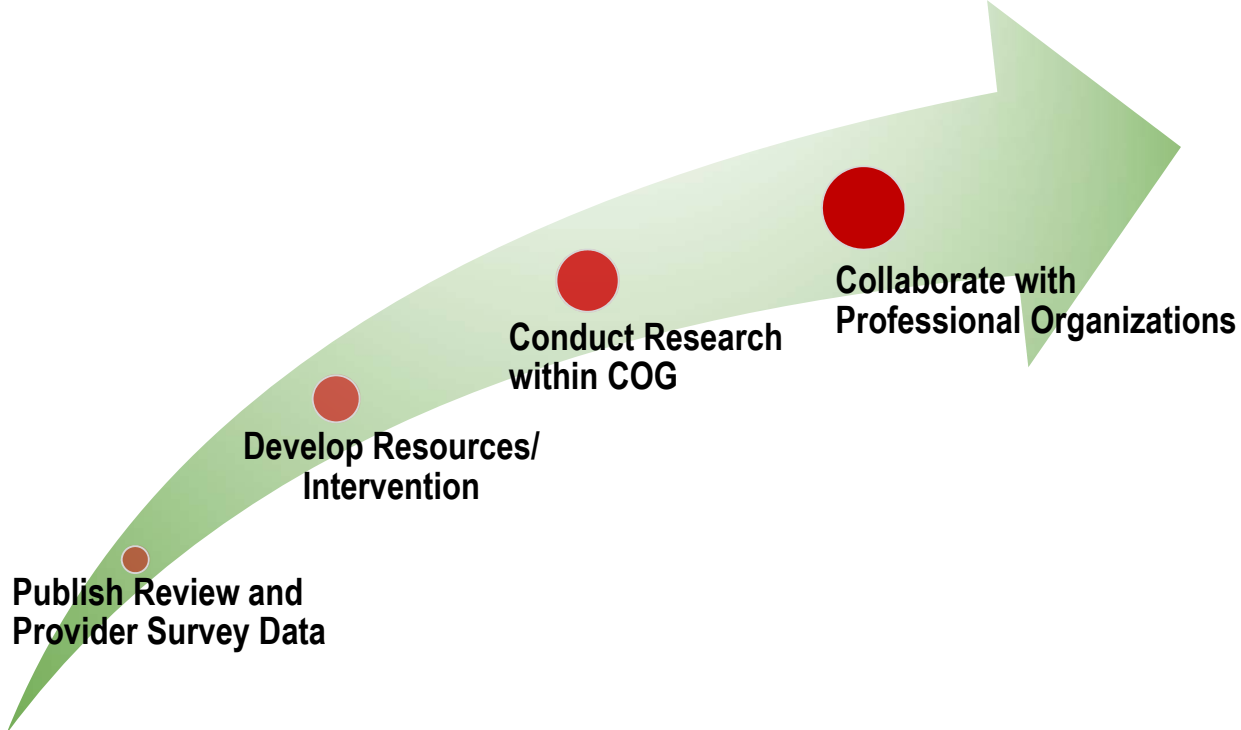 Publish Review and
Provider Survey Data
Develop Resources/
Intervention
Conduct Research
within COG
Collaborate with
Professional Organizations